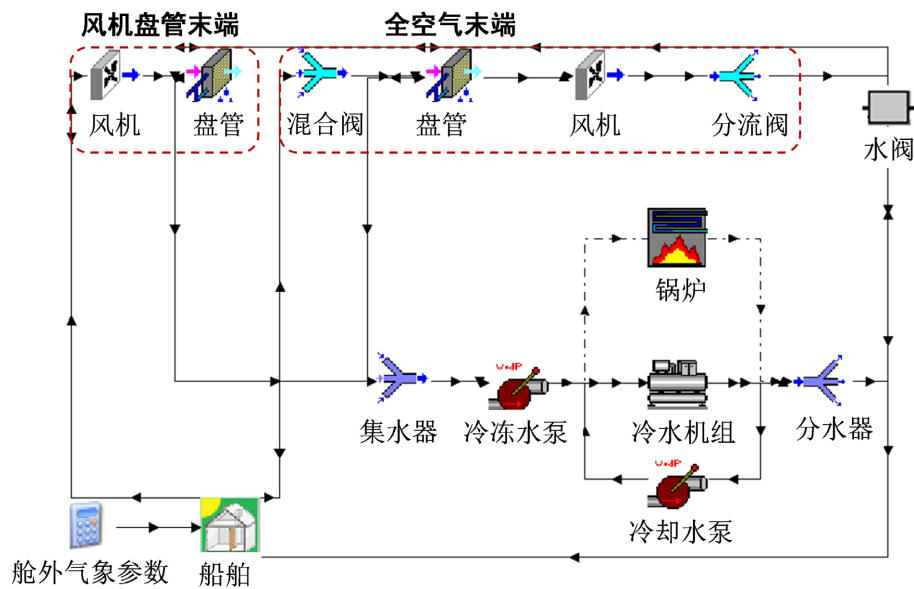 风机盘管末端
全空气末端
风机
盘管
混合阀
盘管
风机
分流阀
水阀
锅炉
集水器
冷冻水泵
冷水机组
分水器
冷却水泵
舱外气象参数
船舶